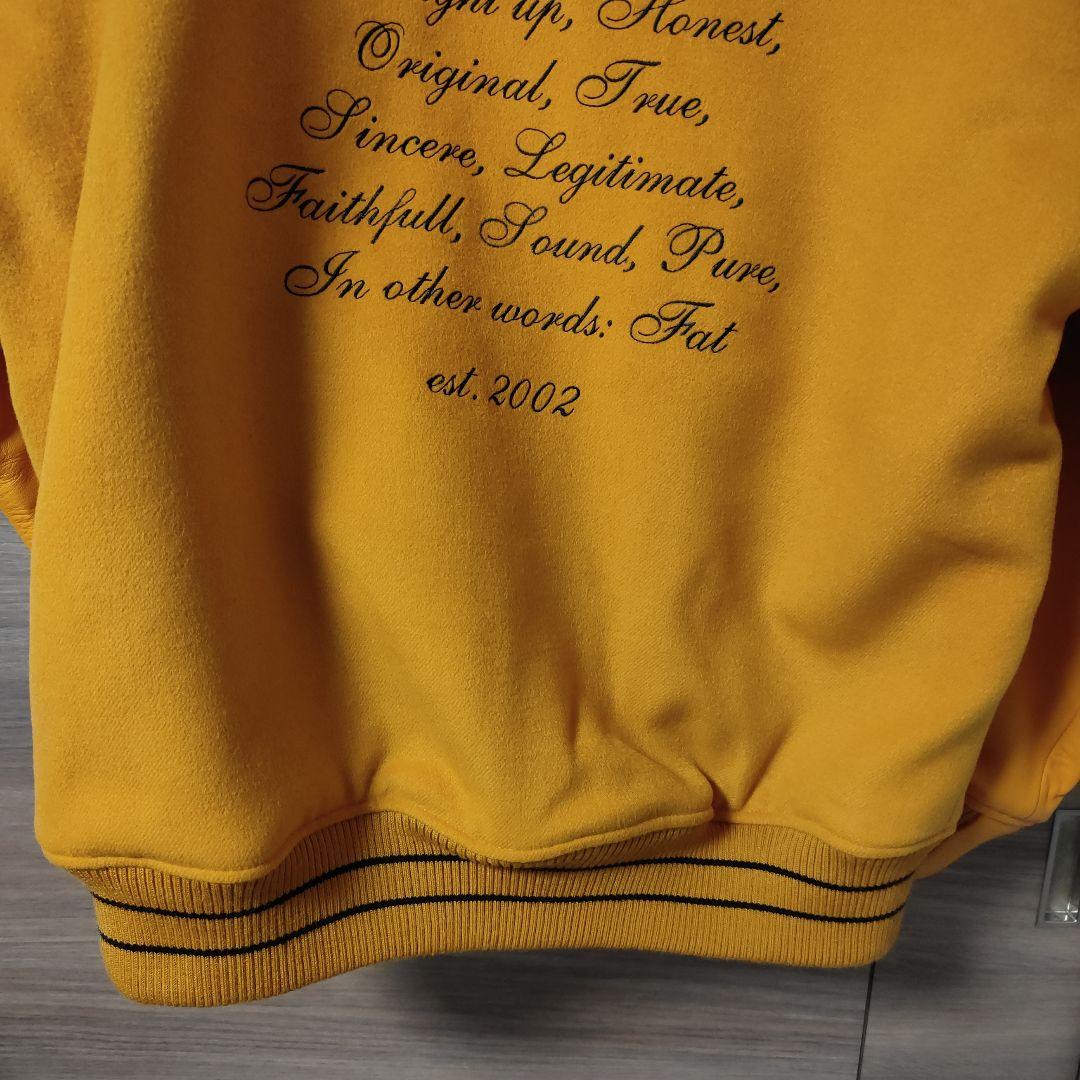 up, Honest,
Original, True,
Sincere, Legitimate,
Faithfull, Sound, Pure,
In other words: Fat
est. 2002